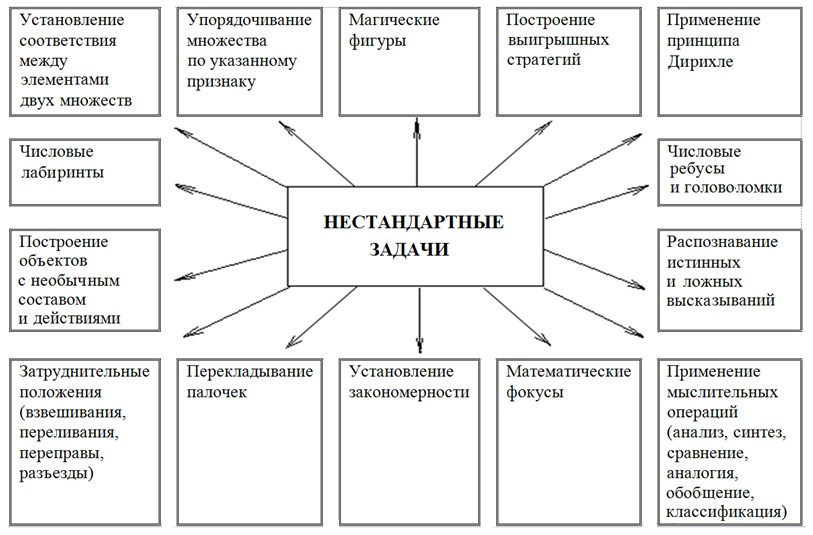 Установление
соответствия
между
элементами
двух множеств
Упорядочивание
множества
по указанному
признаку
Магические
фигуры
Построение
выигрышных
стратегий
Применение
принципа
Дирихле
Числовые
лабиринты
Числовые
ребусы
и головоломки
НЕСТАНДАРТНЫЕ
ЗАДАЧИ
Построение
объектов
с необычным
составом
и действиями
Распознавание
истинных
и ложных
высказываний
Затруднительные
положения
(взвешивания,
переливания,
переправы,
разъезды)
Перекладывание
палочек
Установление
закономерности
Математические
фокусы
Применение
мыслительных
операций
(анализ, синтез,
сравнение,
аналогия,
обобщение,
классификация)